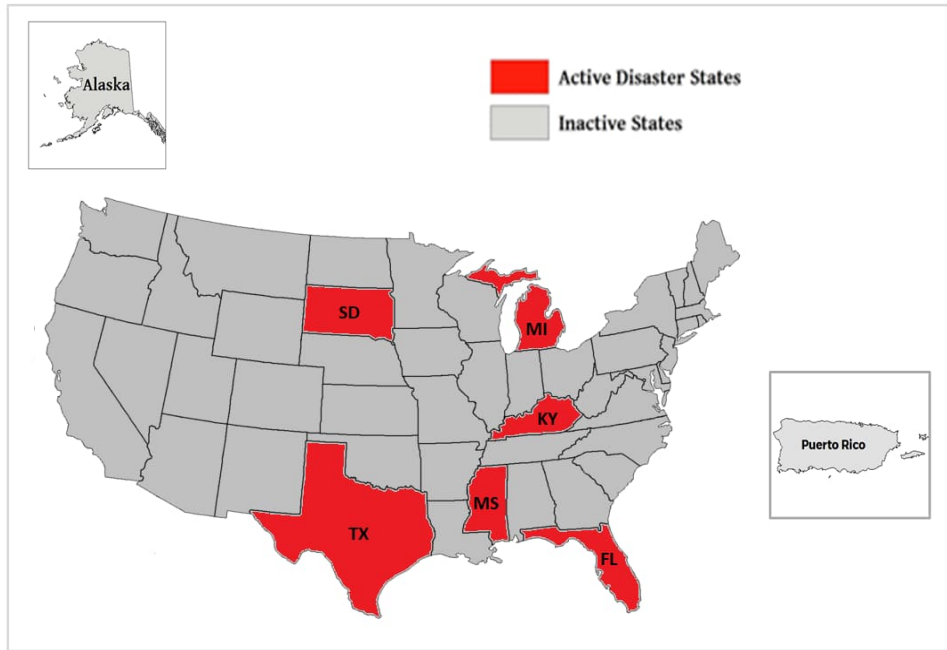 Alaska
Active Disaster States
Inactive States
SD
MI
KY
MS
TX
FL
Puerto Rico